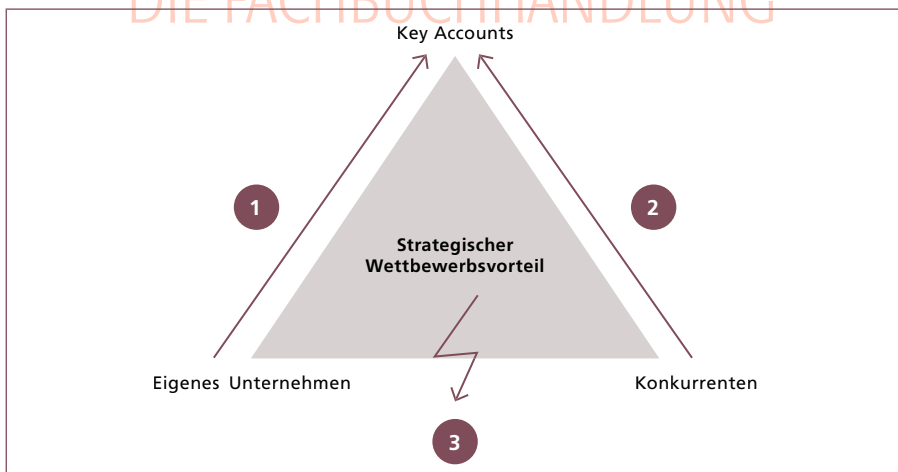 DIE FACHBUCHHANDLUNG
Key Accounts
1
2
Strategischer
Wettbewerbsvorteil
Eigenes Unternehmen
Konkurrenten
3